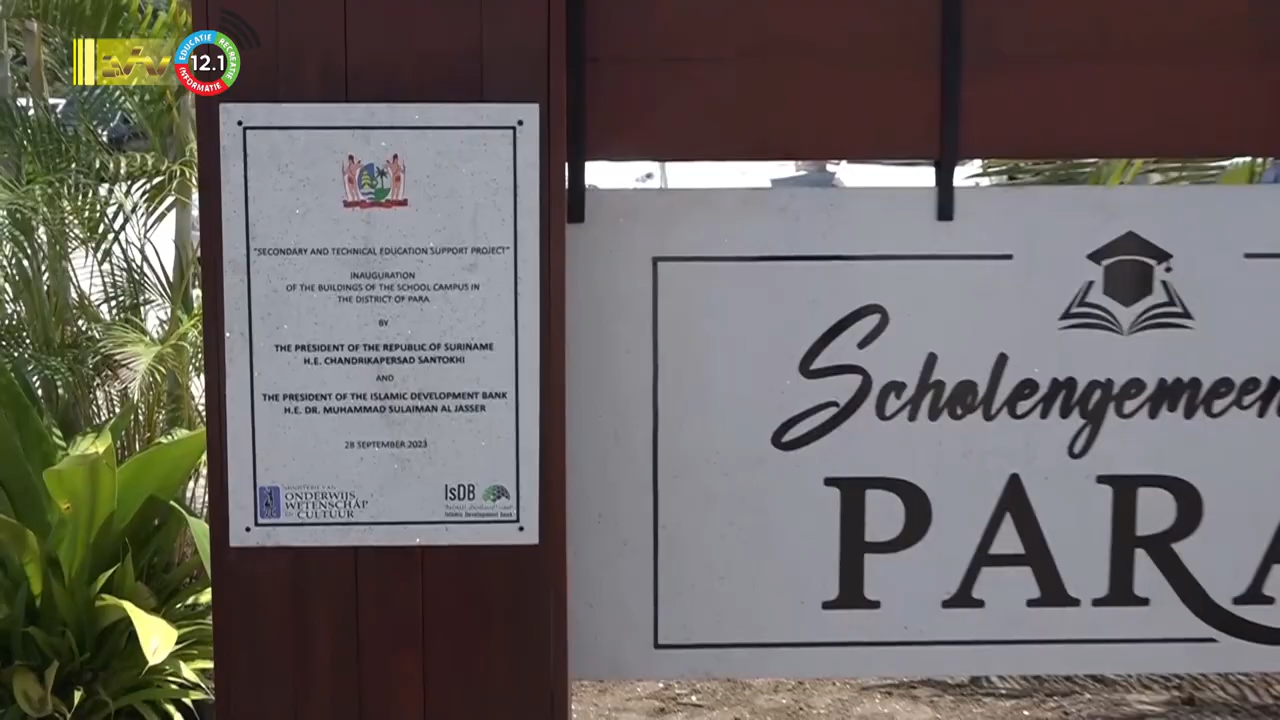 EDUCATIE
RECREATIE
INFORMATIE
12.1
"SECONDARY AND TECHNICAL EDUCATION SUPPORT PROJECT"
INAUGURATION
OF THE BUILDINGS OF THE SCHOOL CAMPUS IN
THE DISTRICT OF PARA
BY
THE PRESIDENT OF THE REPUBLIC OF SURINAME
H.E. CHANDRIKAPERSAD SANTOKHI
AND
THE PRESIDENT OF THE ISLAMIC DEVELOPMENT BANK
H.E. DR. MUHAMMAD SULAIMAN AL JASSER
28 SEPTEMBER 2023
MINISTERIE VAN
ONDERWIJS
WETENSCHAP
EN CULTUUR
IsDB
Islamic Development Bank
Scholengemeen
PARA